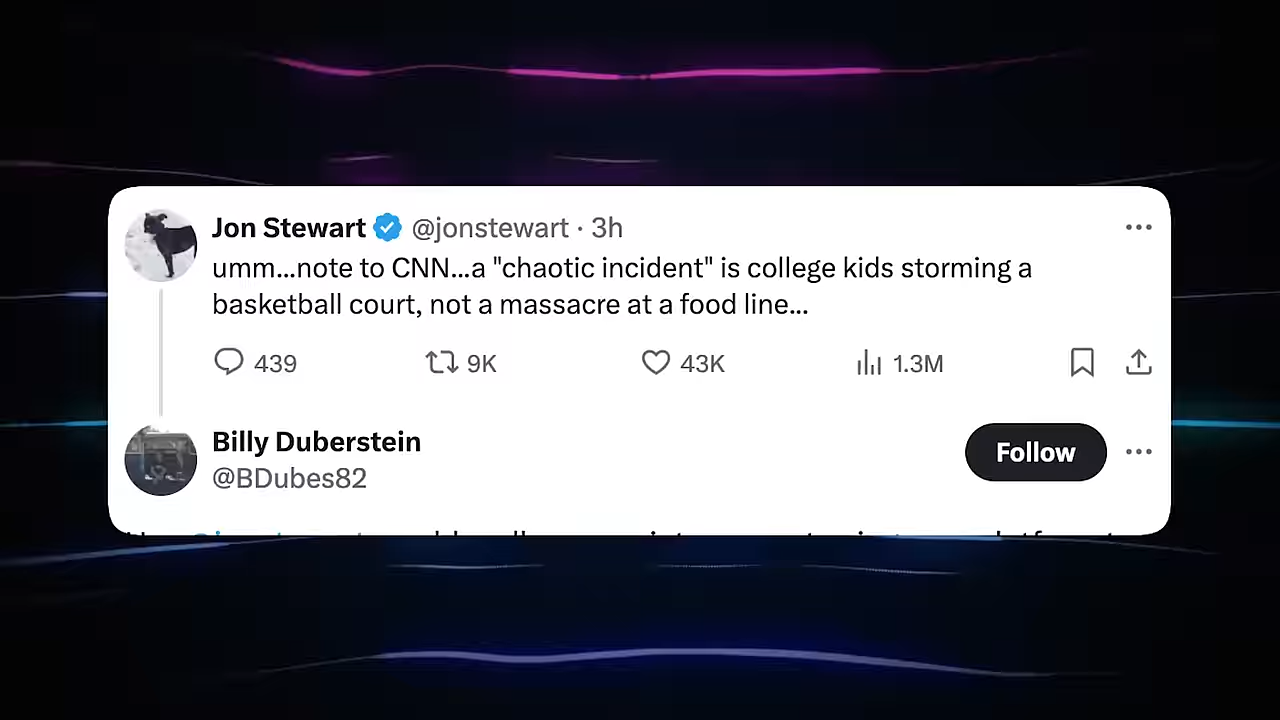 Jon Stewart @jonstewart · 3h
umm...note to CNN...a "chaotic incident" is college kids storming a
basketball court, not a massacre at a food line...
439 9K 43K 1.3M
Billy Duberstein
Follow
@BDubes82